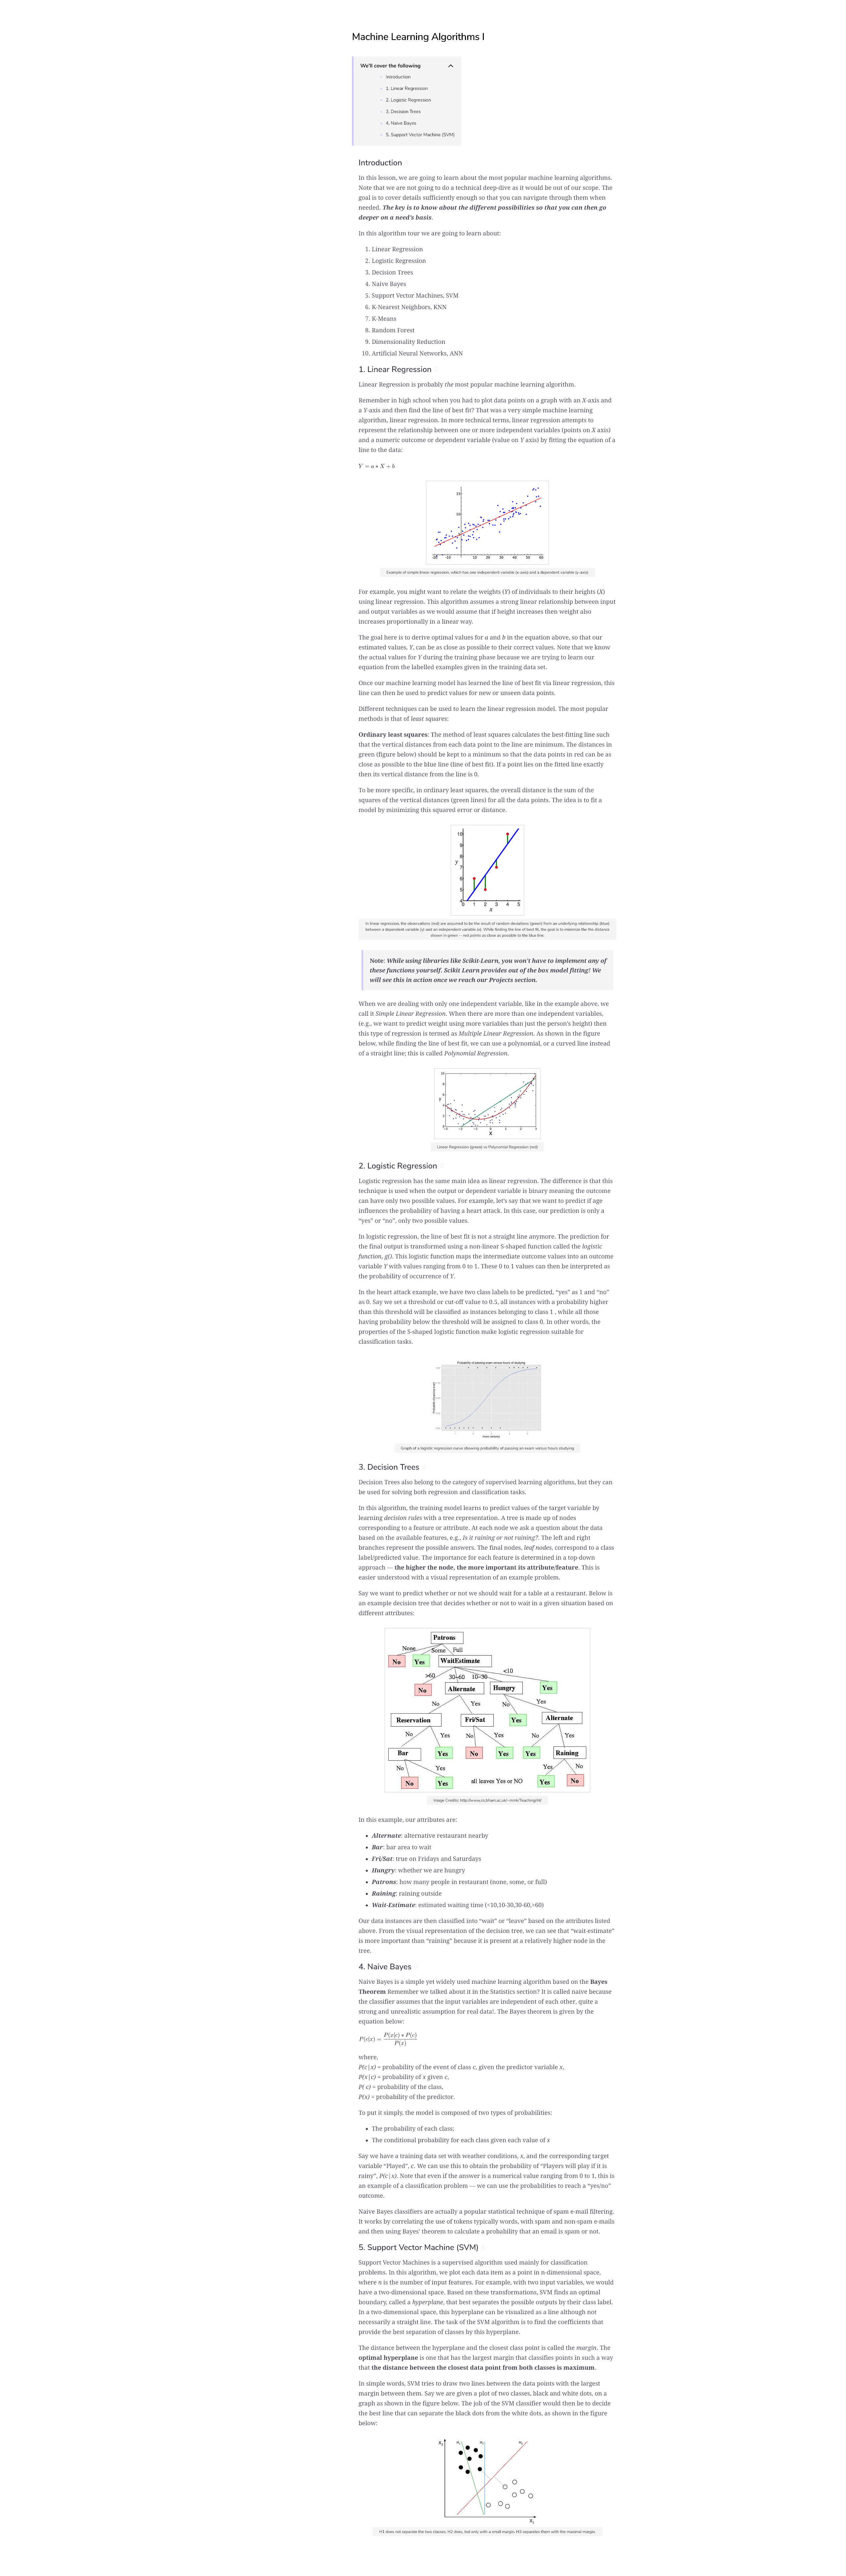 Machine Learning Algorithms I
We'll cover the following
Introduction
1. Linear Regression
2. Logistic Regression
3. Decision Trees
4. Naive Bayes
5. Support Vector Machine (SVM)
Introduction
In this lesson, we are going to learn about the most popular machine learning algorithms.
Note that we are not going to do a technical deep-dive as it would be out of our scope. The
goal is to cover details sufficiently enough so that you can navigate through them when
needed. The key is to know about the different possibilities so that you can then go
deeper on a need's basis.
In this algorithm tour we are going to learn about:
1. Linear Regression
2. Logistic Regression
3. Decision Trees
4. Naive Bayes
5. Support Vector Machines, SVM
6. K-Nearest Neighbors, KNN
7. K-Means
8. Random Forest
9. Dimensionality Reduction
10. Artificial Neural Networks, ANN
1. Linear Regression
Linear Regression is probably the most popular machine learning algorithm.
Remember in high school when you had to plot data points on a graph with an X-axis and
a Y-axis and then find the line of best fit? That was a very simple machine learning
algorithm, linear regression. In more technical terms, linear regression attempts to
represent the relationship between one or more independent variables (points on X axis)
and a numeric outcome or dependent variable (value on Y axis) by fitting the equation of a
line to the data:
Y = a * X + b
15
10
5
-20 -10 10 20 30 40 50 60
Example of simple linear regression, which has one independent variable (x-axis) and a dependent variable (y-axis)
For example, you might want to relate the weights (Y) of individuals to their heights (X)
using linear regression. This algorithm assumes a strong linear relationship between input
and output variables as we would assume that if height increases then weight also
increases proportionally in a linear way.
The goal here is to derive optimal values for a and b in the equation above, so that our
estimated values, Y, can be as close as possible to their correct values. Note that we know
the actual values for Y during the training phase because we are trying to learn our
equation from the labelled examples given in the training data set.
Once our machine learning model has learned the line of best fit via linear regression, this
line can then be used to predict values for new or unseen data points.
Different techniques can be used to learn the linear regression model. The most popular
methods is that of least squares:
Ordinary least squares: The method of least squares calculates the best-fitting line such
that the vertical distances from each data point to the line are minimum. The distances in
green (figure below) should be kept to a minimum so that the data points in red can be as
close as possible to the blue line (line of best fit). If a point lies on the fitted line exactly
then its vertical distance from the line is 0.
To be more specific, in ordinary least squares, the overall distance is the sum of the
squares of the vertical distances (green lines) for all the data points. The idea is to fit a
model by minimizing this squared error or distance.
10
9
8
y
7
6
5
4
0 1 2 3 4 5
x
In linear regression, the observations (red) are assumed to be the result of random deviations (green) from an underlying relationship (blue)
between a dependent variable (y) and an independent variable (x). While finding the line of best fit, the goal is to minimize the the distance
shown in green -- red points as close as possible to the blue line.
Note: While using libraries like Scikit-Learn, you won't have to implement any of
these functions yourself. Scikit Learn provides out of the box model fitting! We
will see this in action once we reach our Projects section.
When we are dealing with only one independent variable, like in the example above, we
call it Simple Linear Regression. When there are more than one independent variables,
(e.g., we want to predict weight using more variables than just the person's height) then
this type of regression is termed as Multiple Linear Regression. As shown in the figure
below, while finding the line of best fit, we can use a polynomial, or a curved line instead
of a straight line; this is called Polynomial Regression.
10
8
6
4
2
0
y
X
Linear Regression (green) vs Polynomial Regression (red)
2. Logistic Regression
Logistic regression has the same main idea as linear regression. The difference is that this
technique is used when the output or dependent variable is binary meaning the outcome
can have only two possible values. For example, let's say that we want to predict if age
influences the probability of having a heart attack. In this case, our prediction is only a
“yes” or “no”, only two possible values.
In logistic regression, the line of best fit is not a straight line anymore. The prediction for
the final output is transformed using a non-linear S-shaped function called the logistic
function, g(). This logistic function maps the intermediate outcome values into an outcome
variable Y with values ranging from 0 to 1. These 0 to 1 values can then be interpreted as
the probability of occurrence of Y.
In the heart attack example, we have two class labels to be predicted, “yes” as 1 and “no”
as 0. Say we set a threshold or cut-off value to 0.5, all instances with a probability higher
than this threshold will be classified as instances belonging to class 1 , while all those
having probability below the threshold will be assigned to class 0. In other words, the
properties of the S-shaped logistic function make logistic regression suitable for
classification tasks.
Probability of passing exam versus hours of studying
Probability of passing exam
Hours studying
Graph of a logistic regression curve showing probability of passing an exam versus hours studying
3. Decision Trees
Decision Trees also belong to the category of supervised learning algorithms, but they can
be used for solving both regression and classification tasks.
In this algorithm, the training model learns to predict values of the target variable by
learning decision rules with a tree representation. A tree is made up of nodes
corresponding to a feature or attribute. At each node we ask a question about the data
based on the available features, e.g., Is it raining or not raining?. The left and right
branches represent the possible answers. The final nodes, leaf nodes, correspond to a class
label/predicted value. The importance for each feature is determined in a top-down
approach — the higher the node, the more important its attribute/feature. This is
easier understood with a visual representation of an example problem.
Say we want to predict whether or not we should wait for a table at a restaurant. Below is
an example decision tree that decides whether or not to wait in a given situation based on
different attributes:
Patrons
None Some Full
No Yes WaitEstimate
>60 30–60 10–30 <10
No Alternate Hungry Yes
No Yes No Yes
Reservation Fri/Sat Yes Alternate
No Yes No Yes No Yes
Bar Yes No Yes Yes Raining
No Yes Yes No
No Yes all leaves Yes or NO Yes No
In this example, our attributes are:
Alternate: alternative restaurant nearby
Bar: bar area to wait
Fri/Sat: true on Fridays and Saturdays
Hungry: whether we are hungry
Patrons: how many people in restaurant (none, some, or full)
Raining: raining outside
Wait-Estimate: estimated waiting time (<10,10-30,30-60,>60)
Our data instances are then classified into “wait” or “leave” based on the attributes listed
above. From the visual representation of the decision tree, we can see that “wait-estimate”
is more important than “raining” because it is present at a relatively higher node in the
tree.
4. Naive Bayes
Naive Bayes is a simple yet widely used machine learning algorithm based on the Bayes
Theorem Remember we talked about it in the Statistics section? It is called naive because
the classifier assumes that the input variables are independent of each other, quite a
strong and unrealistic assumption for real data!. The Bayes theorem is given by the
equation below:
P(c|x) = P(x|c) * P(c) / P(x)
where,
P(c|x) = probability of the event of class c, given the predictor variable x,
P(x|c) = probability of x given c,
P( c) = probability of the class,
P(x) = probability of the predictor.
To put it simply, the model is composed of two types of probabilities:
The probability of each class;
The conditional probability for each class given each value of x
Say we have a training data set with weather conditions, x, and the corresponding target
variable “Played”, c. We can use this to obtain the probability of “Players will play if it is
rainy”, P(c|x). Note that even if the answer is a numerical value ranging from 0 to 1, this is
an example of a classification problem — we can use the probabilities to reach a “yes/no”
outcome.
Naive Bayes classifiers are actually a popular statistical technique of spam e-mail filtering.
It works by correlating the use of tokens typically words, with spam and non-spam e-mails
and then using Bayes' theorem to calculate a probability that an email is spam or not.
5. Support Vector Machine (SVM)
Support Vector Machines is a supervised algorithm used mainly for classification
problems. In this algorithm, we plot each data item as a point in n-dimensional space,
where n is the number of input features. For example, with two input variables, we would
have a two-dimensional space. Based on these transformations, SVM finds an optimal
boundary, called a hyperplane, that best separates the possible outputs by their class label.
In a two-dimensional space, this hyperplane can be visualized as a line although not
necessarily a straight line. The task of the SVM algorithm is to find the coefficients that
provide the best separation of classes by this hyperplane.
The distance between the hyperplane and the closest class point is called the margin. The
optimal hyperplane is one that has the largest margin that classifies points in such a way
that the distance between the closest data point from both classes is maximum.
In simple words, SVM tries to draw two lines between the data points with the largest
margin between them. Say we are given a plot of two classes, black and white dots, on a
graph as shown in the figure below. The job of the SVM classifier would then be to decide
the best line that can separate the black dots from the white dots, as shown in the figure
below:
X₂ H₁ H₂ H₃
X₁
H1 does not separate the two classes. H2 does, but only with a small margin. H3 separates them with the maximal margin.